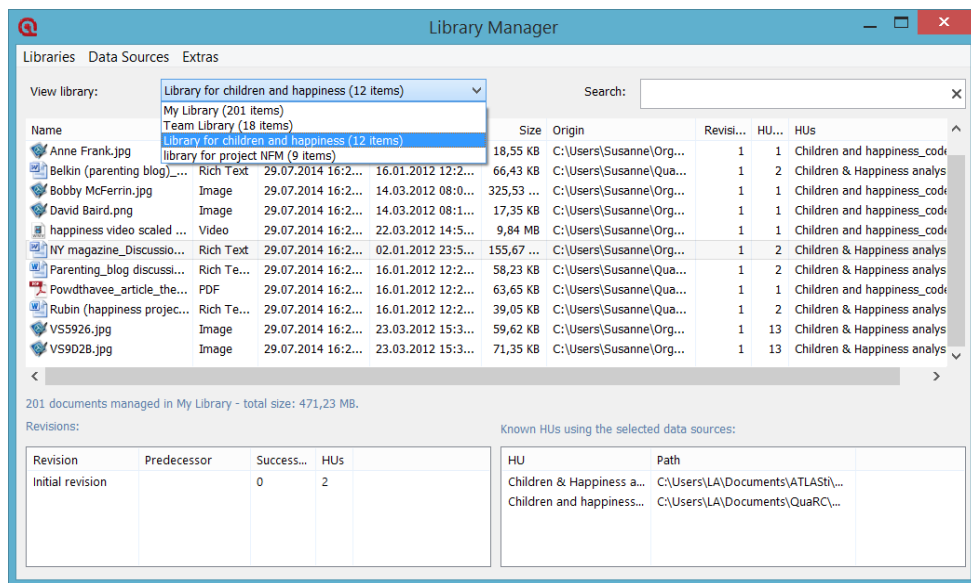 Library Manager
Libraries Data Sources Extras
View library: Library for children and happiness (12 items) Search:
My Library (201 items)
Team Library (18 items)
Library for children and happiness (12 items)
library for project NFM (9 items)
Name Size Origin Revisi... HU... HUs
Anne Frank.jpg 18,55 KB C:\Users\Susanne\Org... 1 1 Children and happiness_code
Belkin (parenting blog)_... Rich Text 29.07.2014 16:2... 16.01.2012 12:2... 66,43 KB C:\Users\Susanne\Qua... 1 2 Children & Happiness analys
Bobby McFerrin.jpg Image 29.07.2014 16:2... 14.03.2012 08:0... 325,53 ... C:\Users\Susanne\Org... 1 1 Children and happiness_code
David Baird.png Image 29.07.2014 16:2... 14.03.2012 08:1... 17,35 KB C:\Users\Susanne\Org... 1 1 Children and happiness_code
happiness video scaled ... Video 29.07.2014 16:2... 22.03.2012 14:5... 9,84 MB C:\Users\Susanne\Org... 1 1 Children and happiness_code
NY magazine_Discussio... Rich Text 29.07.2014 16:2... 02.01.2012 23:5... 155,67 ... C:\Users\Susanne\Org... 1 2 Children & Happiness analys
Parenting_blog discussi... Rich Te... 29.07.2014 16:2... 16.01.2012 12:2... 58,23 KB C:\Users\Susanne\Qua... 1 2 Children & Happiness analys
Powdthavee_article_the... PDF 29.07.2014 16:2... 16.01.2012 12:2... 63,65 KB C:\Users\Susanne\Qua... 1 1 Children and happiness_code
Rubin (happiness projec... Rich Te... 29.07.2014 16:2... 16.01.2012 12:2... 39,05 KB C:\Users\Susanne\Qua... 1 2 Children & Happiness analys
VS5926.jpg Image 29.07.2014 16:2... 23.03.2012 15:3... 59,62 KB C:\Users\Susanne\Org... 1 13 Children & Happiness analys
VS9D2B.jpg Image 29.07.2014 16:2... 23.03.2012 15:3... 71,35 KB C:\Users\Susanne\Org... 1 13 Children & Happiness analys
201 documents managed in My Library - total size: 471,23 MB.
Revisions: Known HUs using the selected data sources:
Revision Predecessor Success... HUs HU Path
Initial revision 0 2 Children & Happiness a... C:\Users\LA\Documents\ATLASti\...
Children and happiness... C:\Users\LA\Documents\QuaRC\...